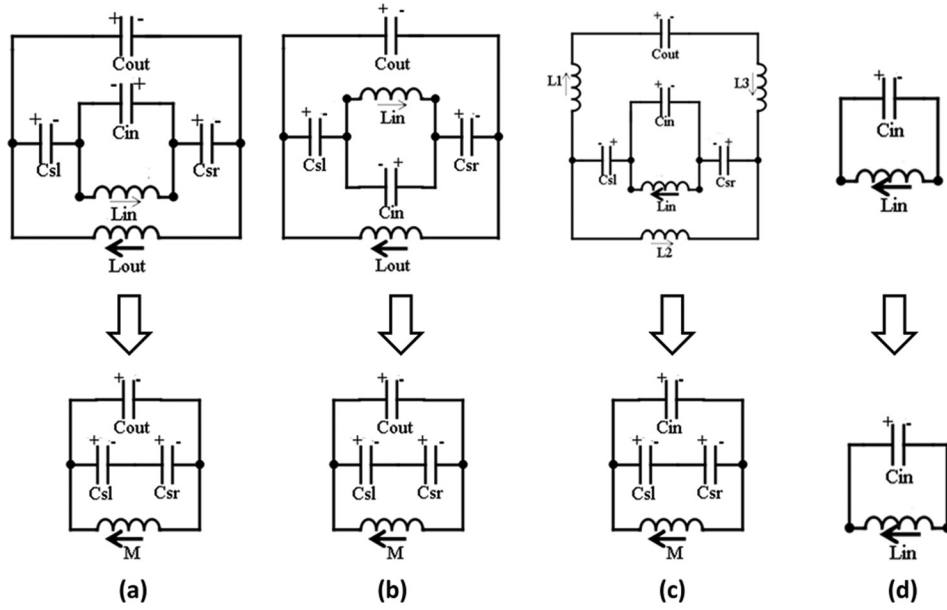 + -
Cout
- +
Cin
+ -
Csl
+ -
Csr
Lin
Lout
+ -
Cout
M
+ -
Csl
+ -
Csr
(a)
+ -
Cout
Lin
+ -
Csl
+ -
Csr
- +
Cin
Lout
+ -
Cout
+ -
Csl
+ -
Csr
M
(b)
+ -
Cout
L1
L3
+ -
Cin
- +
Csl
- +
Csr
Lin
L2
+ -
Cin
+ -
Csl
+ -
Csr
M
(c)
+ -
Cin
Lin
+ -
Cin
Lin
(d)